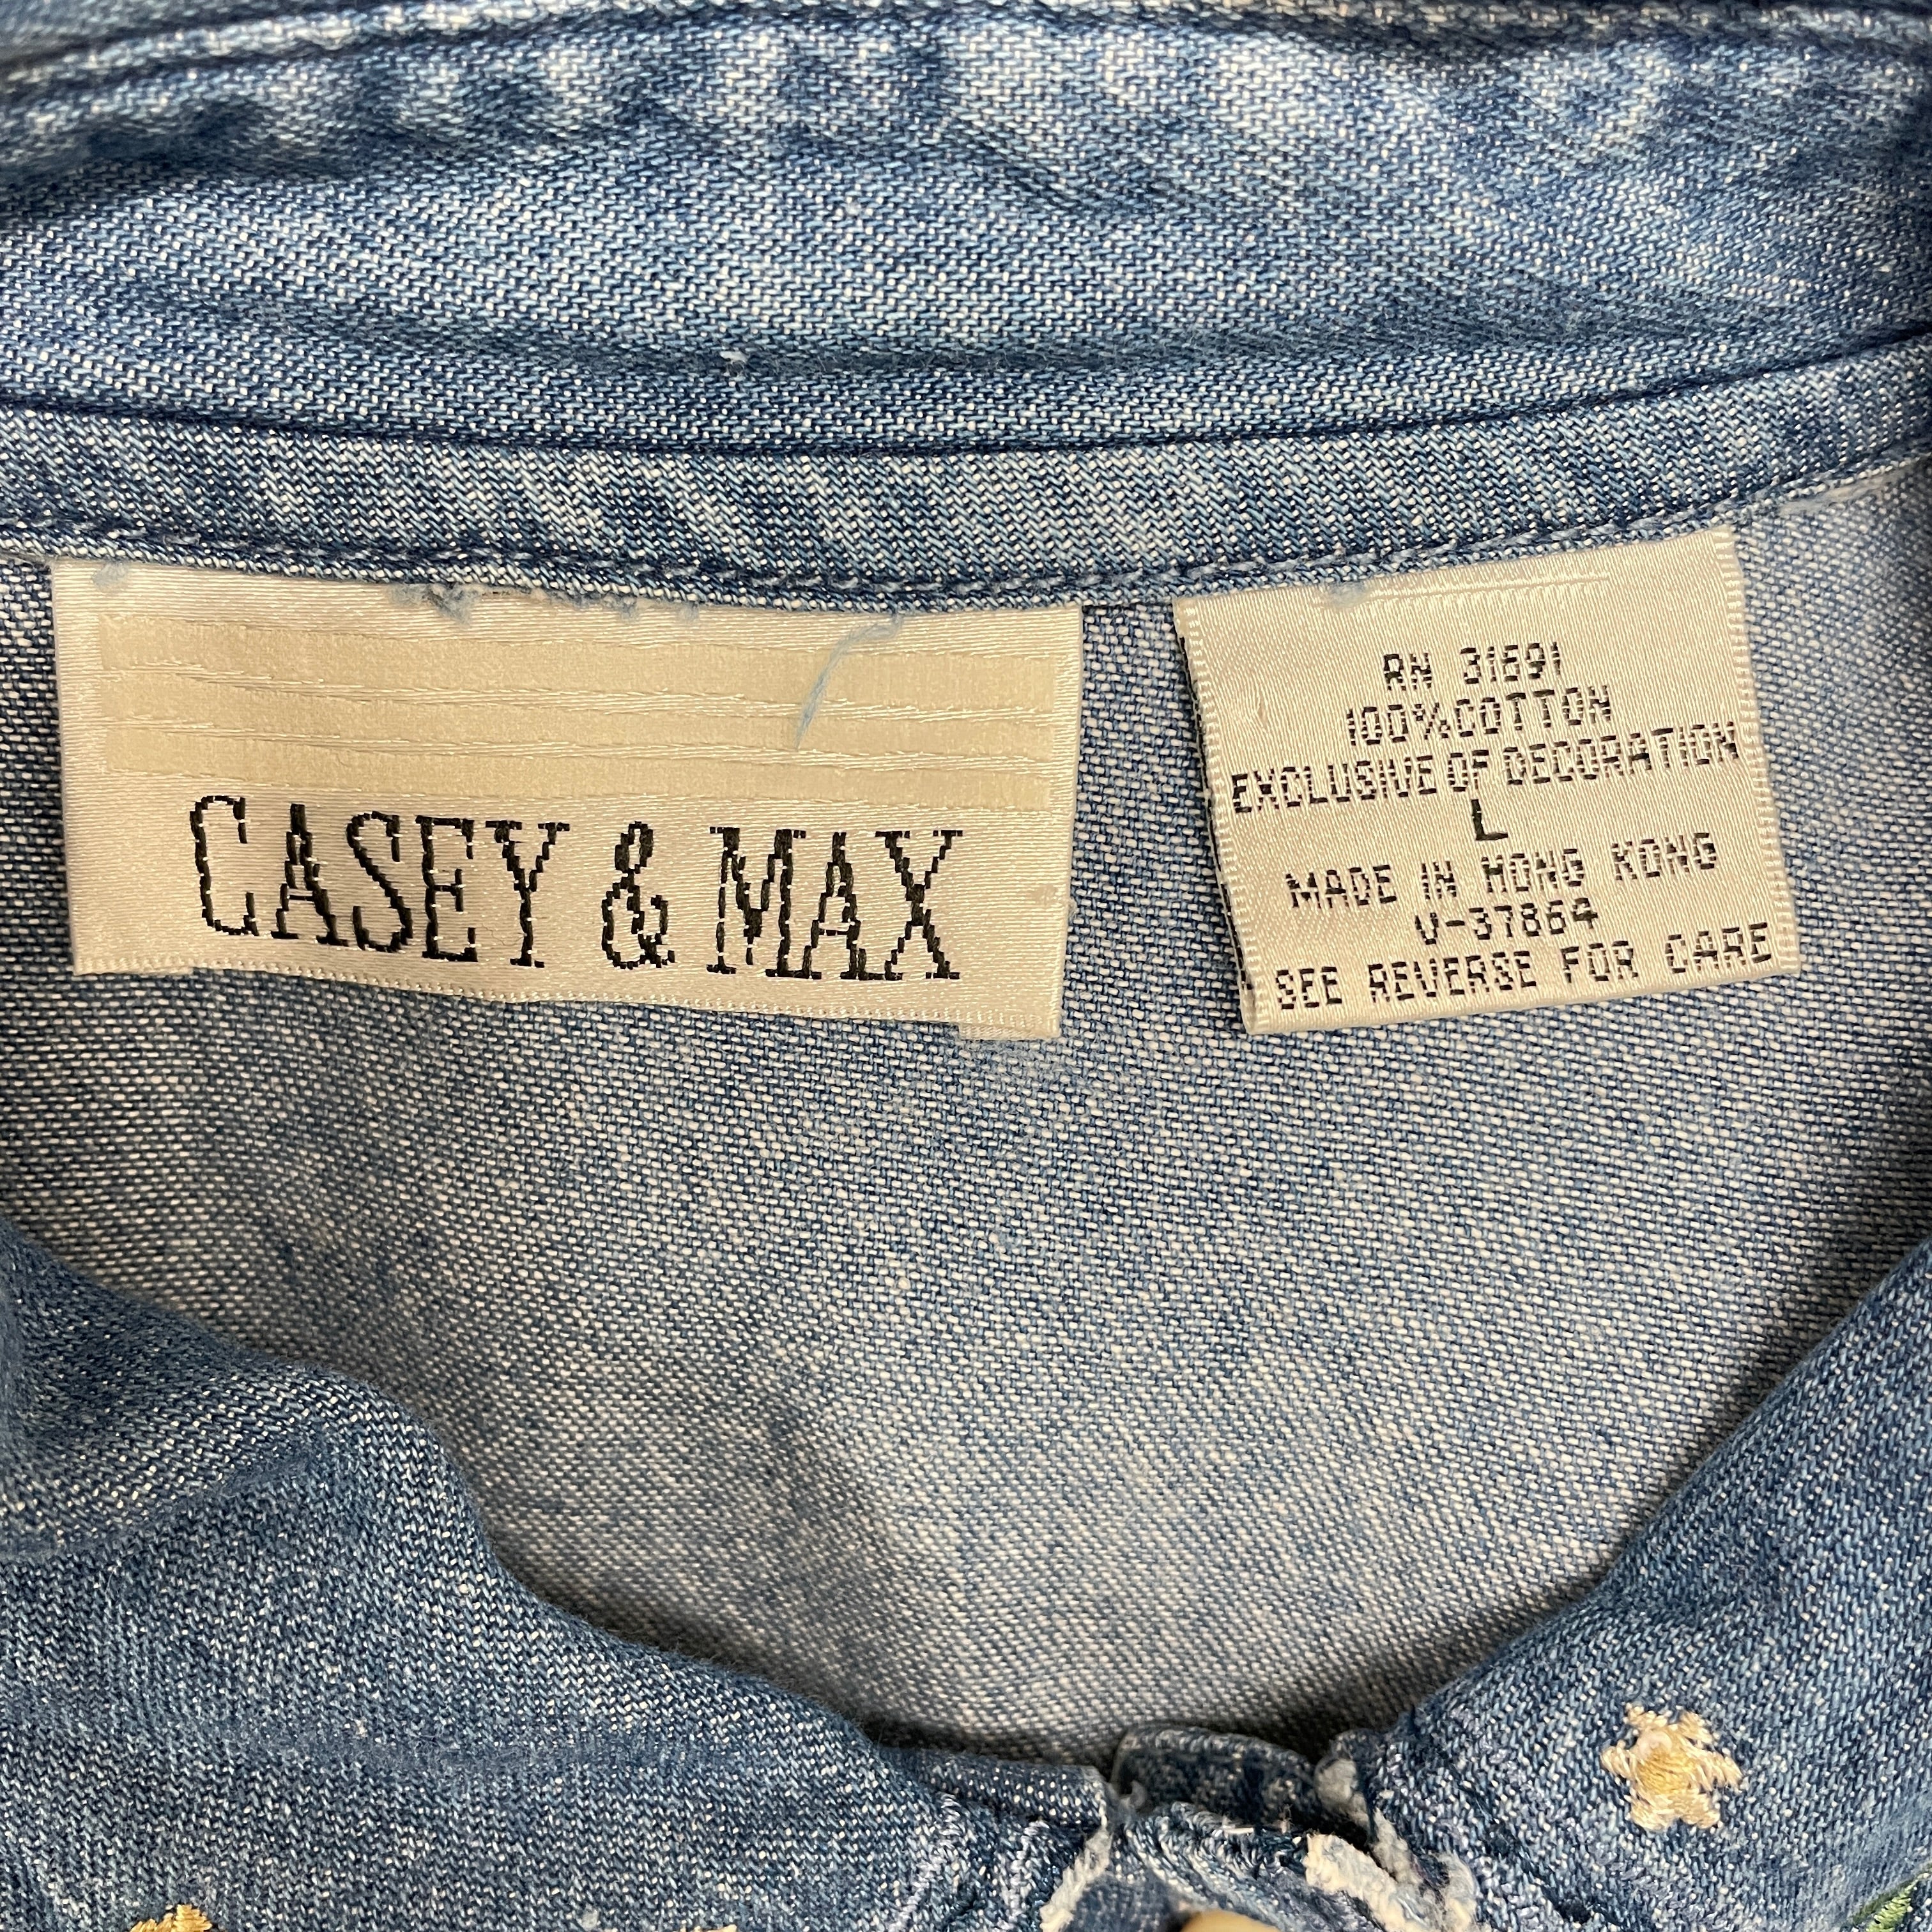 CASEY & MAX
RN 31691
100%COTTON
EXCLUSIVE OF DECORATION
L
MADE IN HONG KONG
V-37864
SEE REVERSE FOR CARE